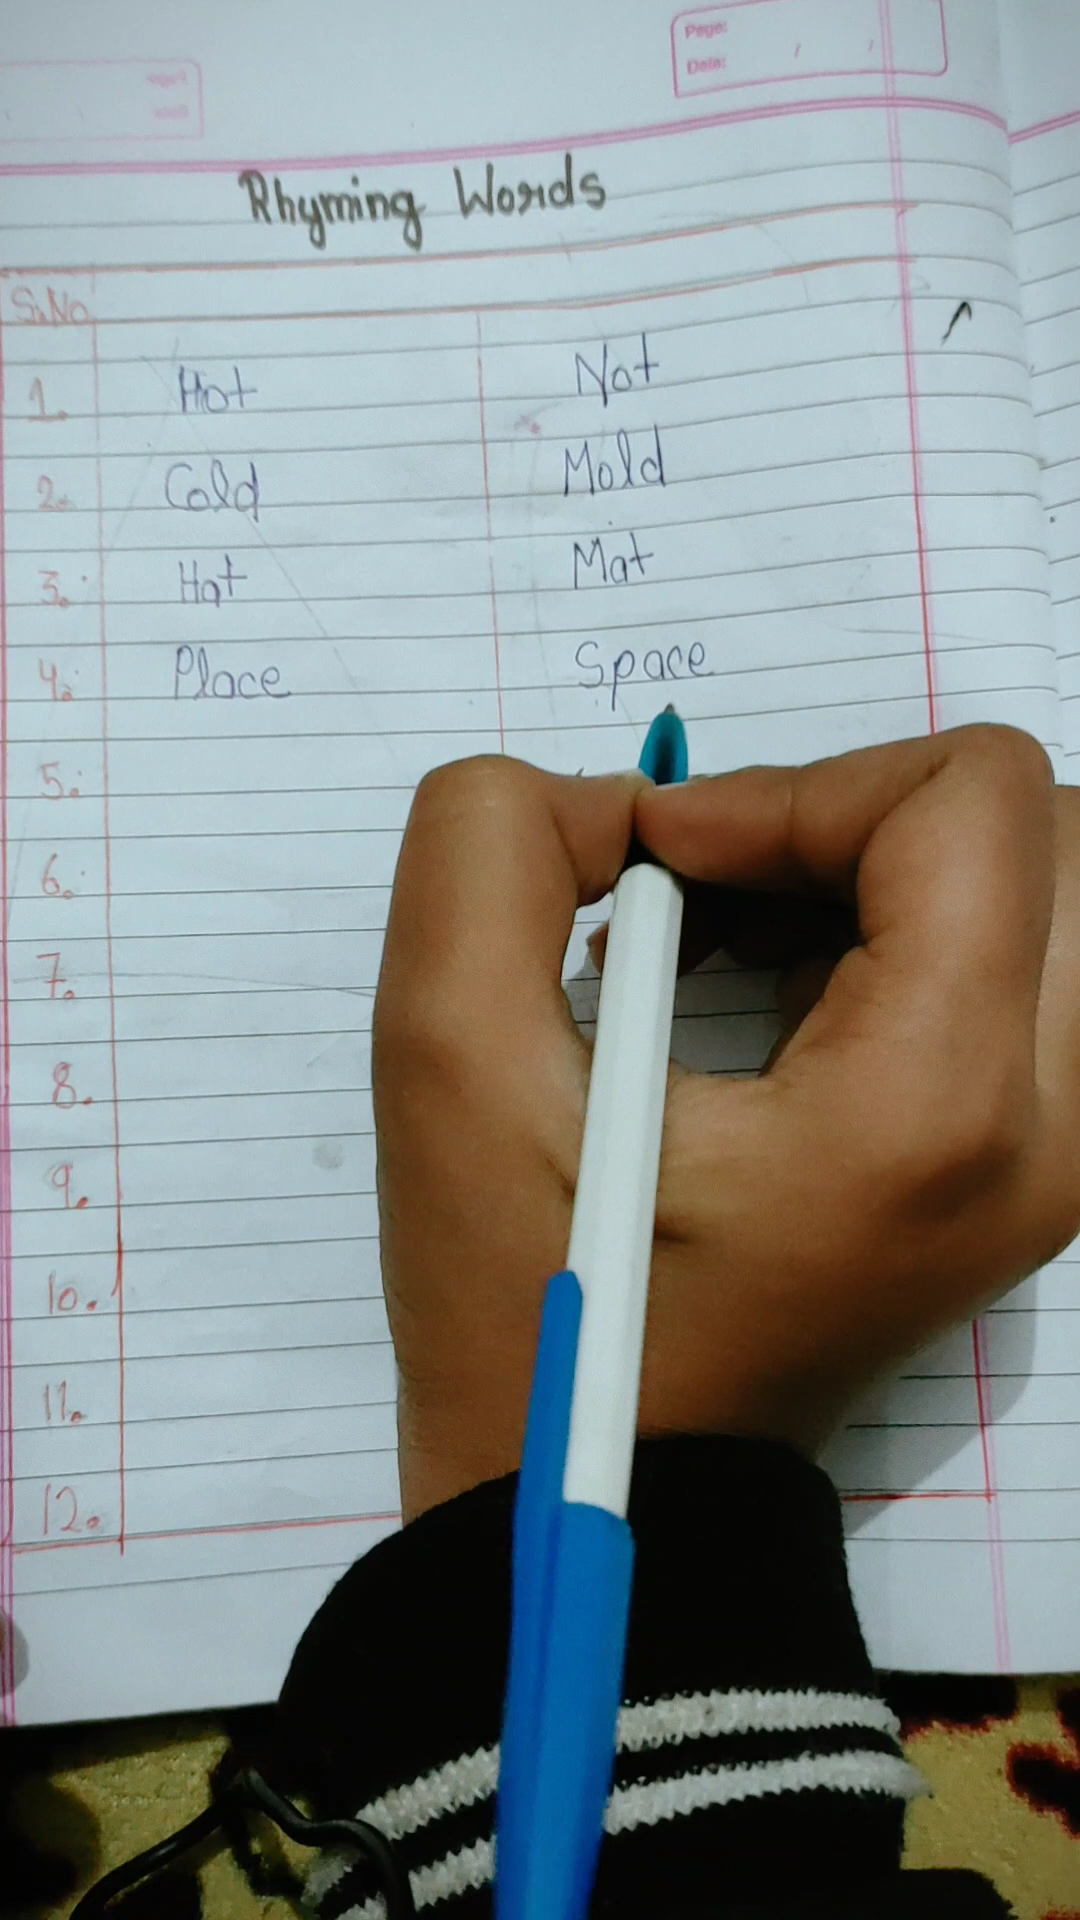 Page:
Date: / /
Rhyming Words
S.No.
1. Hot Not
2. Cold Mold
3. Hat Mat
4. Place Space
5.
6.
7.
8.
9.
10.
11.
12.